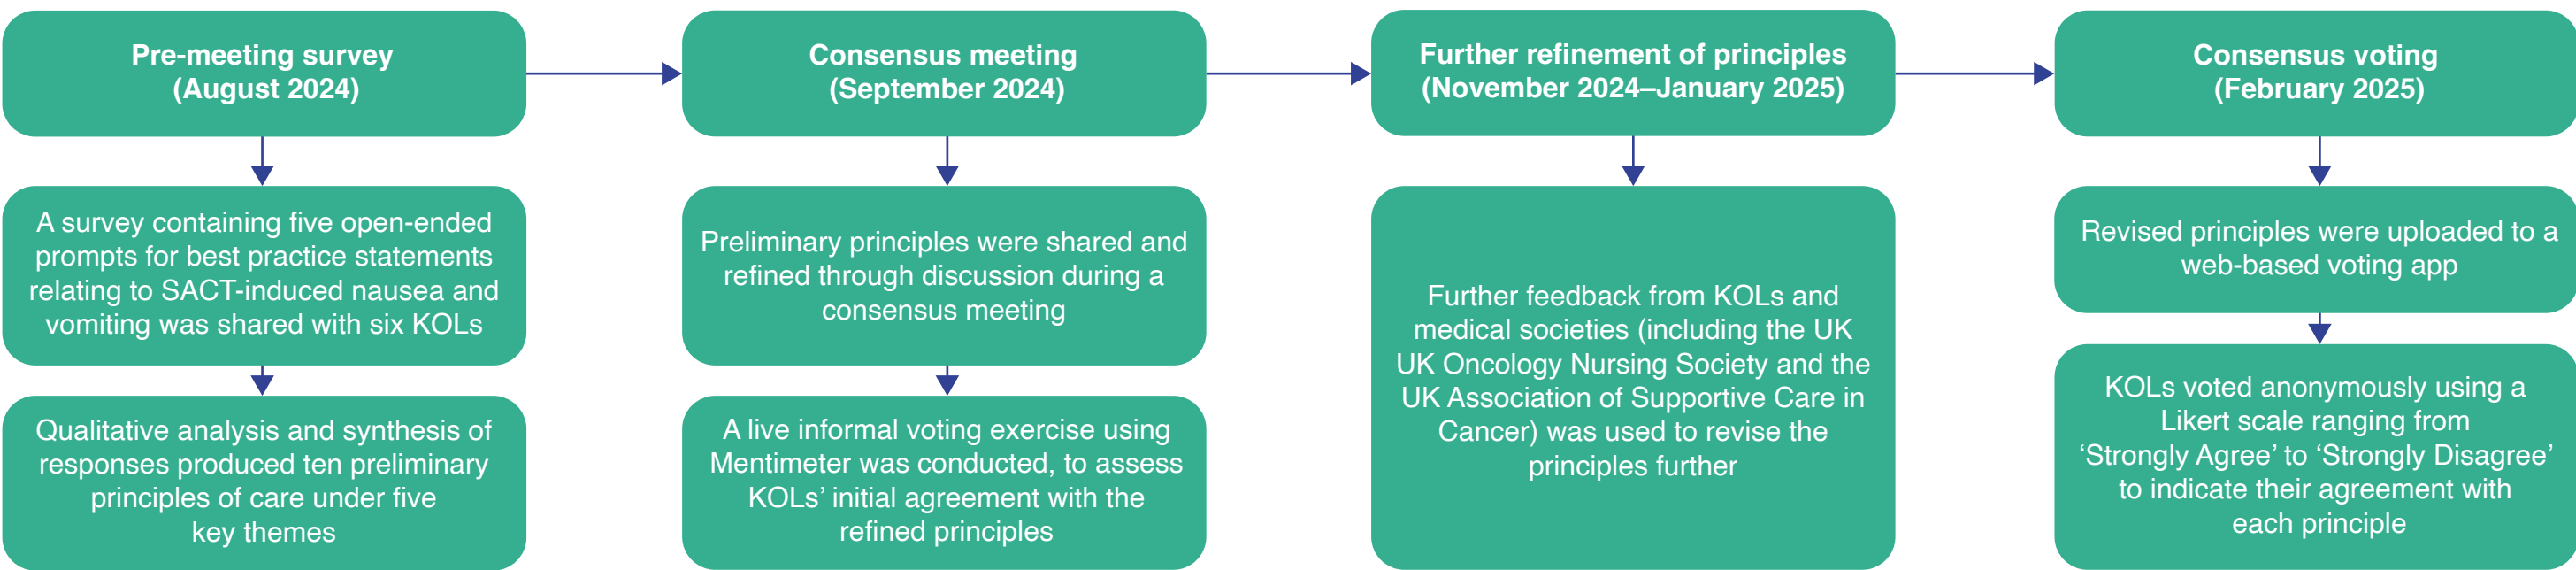 Pre-meeting survey
(August 2024)
A survey containing five open-ended
prompts for best practice statements
relating to SACT-induced nausea and
vomiting was shared with six KOLs
Qualitative analysis and synthesis of
responses produced ten preliminary
principles of care under five
key themes
Consensus meeting
(September 2024)
Preliminary principles were shared and
refined through discussion during a
consensus meeting
A live informal voting exercise using
Mentimeter was conducted, to assess
KOLs’ initial agreement with the
refined principles
Further refinement of principles
(November 2024–January 2025)
Further feedback from KOLs and
medical societies (including the UK
UK Oncology Nursing Society and the
UK Association of Supportive Care in
Cancer) was used to revise the
principles further
Consensus voting
(February 2025)
Revised principles were uploaded to a
web-based voting app
KOLs voted anonymously using a
Likert scale ranging from
‘Strongly Agree’ to ‘Strongly Disagree’
to indicate their agreement with
each principle